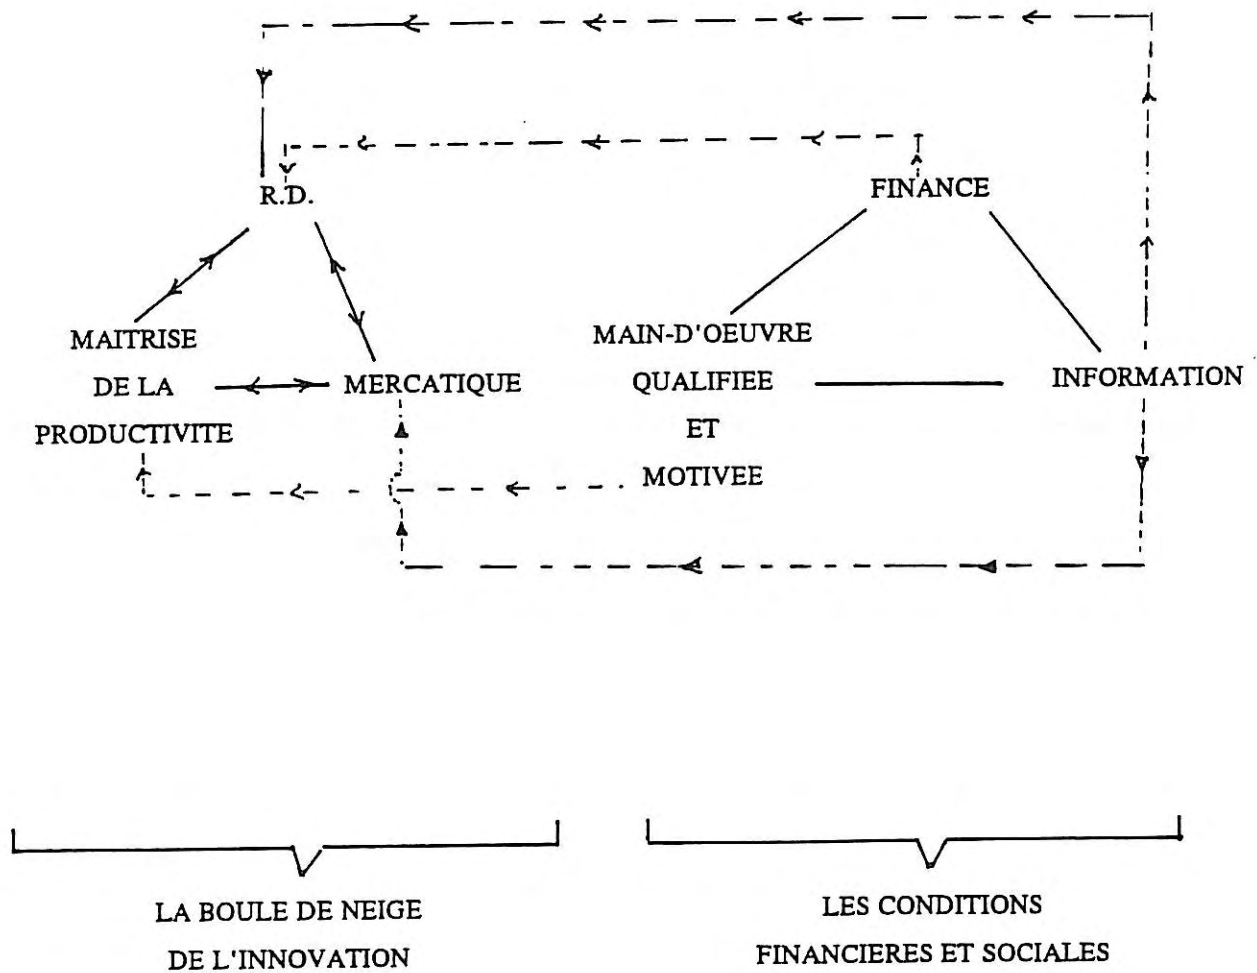 R.D.
FINANCE
MAITRISE
DE LA
PRODUCTIVITE
MERCATIQUE
MAIN-D'OEUVRE
QUALIFIEE
ET
MOTIVEE
INFORMATION
LA BOULE DE NEIGE
DE L'INNOVATION
LES CONDITIONS
FINANCIERES ET SOCIALES